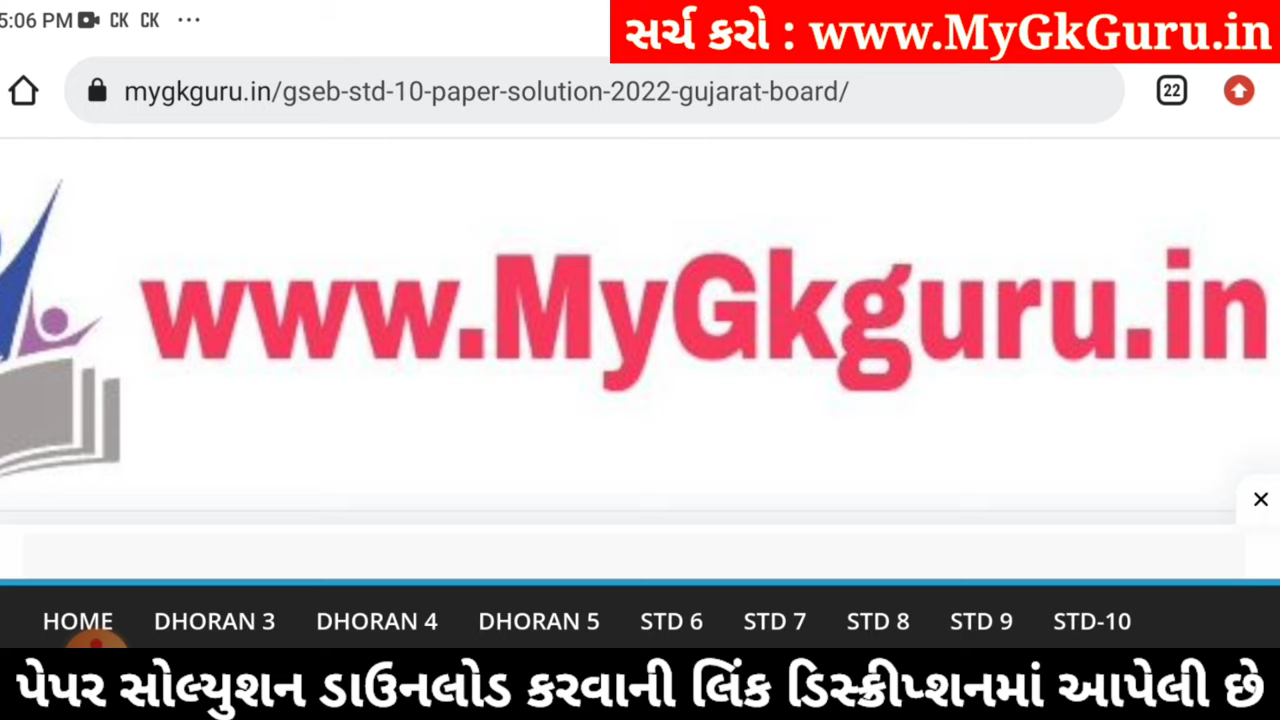 5:06 PM CK CK ...
સર્ચ કરો : www.MyGkGuru.in
mygkguru.in/gseb-std-10-paper-solution-2022-gujarat-board/
22
www.MyGkguru.in
HOME DHORAN 3 DHORAN 4 DHORAN 5 STD 6 STD 7 STD 8 STD 9 STD-10
પેપર સોલ્યુશન ડાઉનલોડ કરવાની લિંક ડિસ્ક્રીપ્શનમાં આપેલી છે